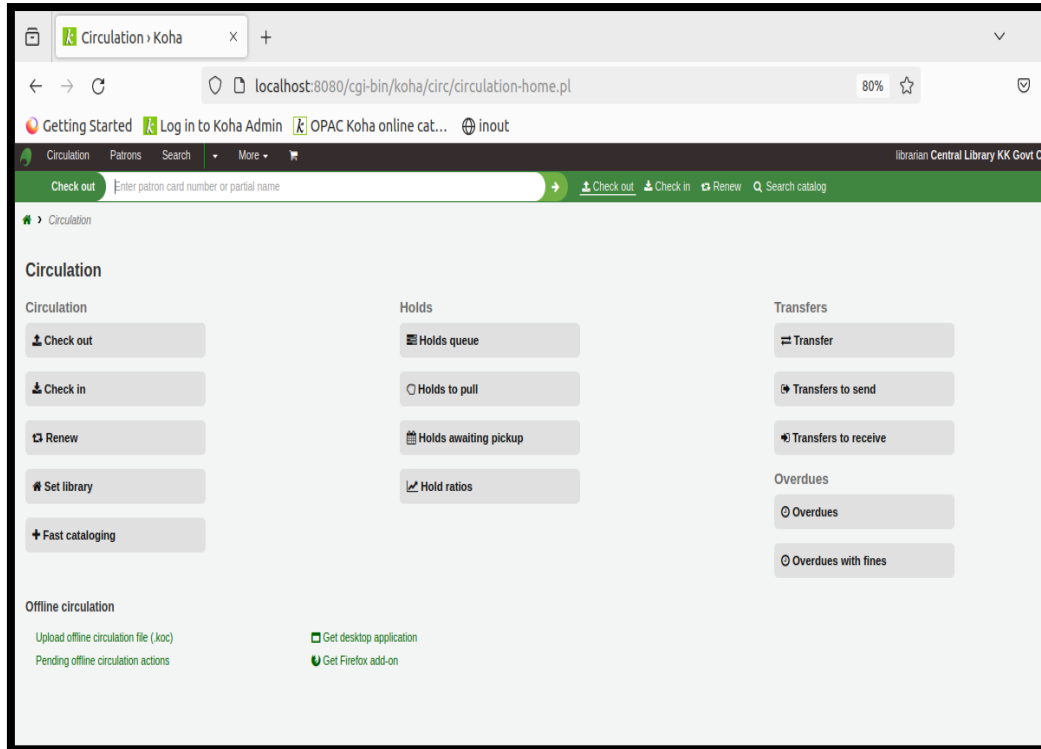 Circulation › Koha
localhost:8080/cgi-bin/koha/circ/circulation-home.pl 80%
Getting Started Log in to Koha Admin OPAC Koha online cat... inout
Circulation Patrons Search More librarian Central Library KK Govt
Check out Enter patron card number or partial name Check out Check in Renew Search catalog
Circulation
Circulation
Circulation Holds Transfers
Check out Holds queue Transfer
Check in Holds to pull Transfers to send
Renew Holds awaiting pickup Transfers to receive
Set library Hold ratios Overdues
Overdues
Fast cataloging
Overdues with fines
Offline circulation
Upload offline circulation file (.koc) Get desktop application
Pending offline circulation actions Get Firefox add-on